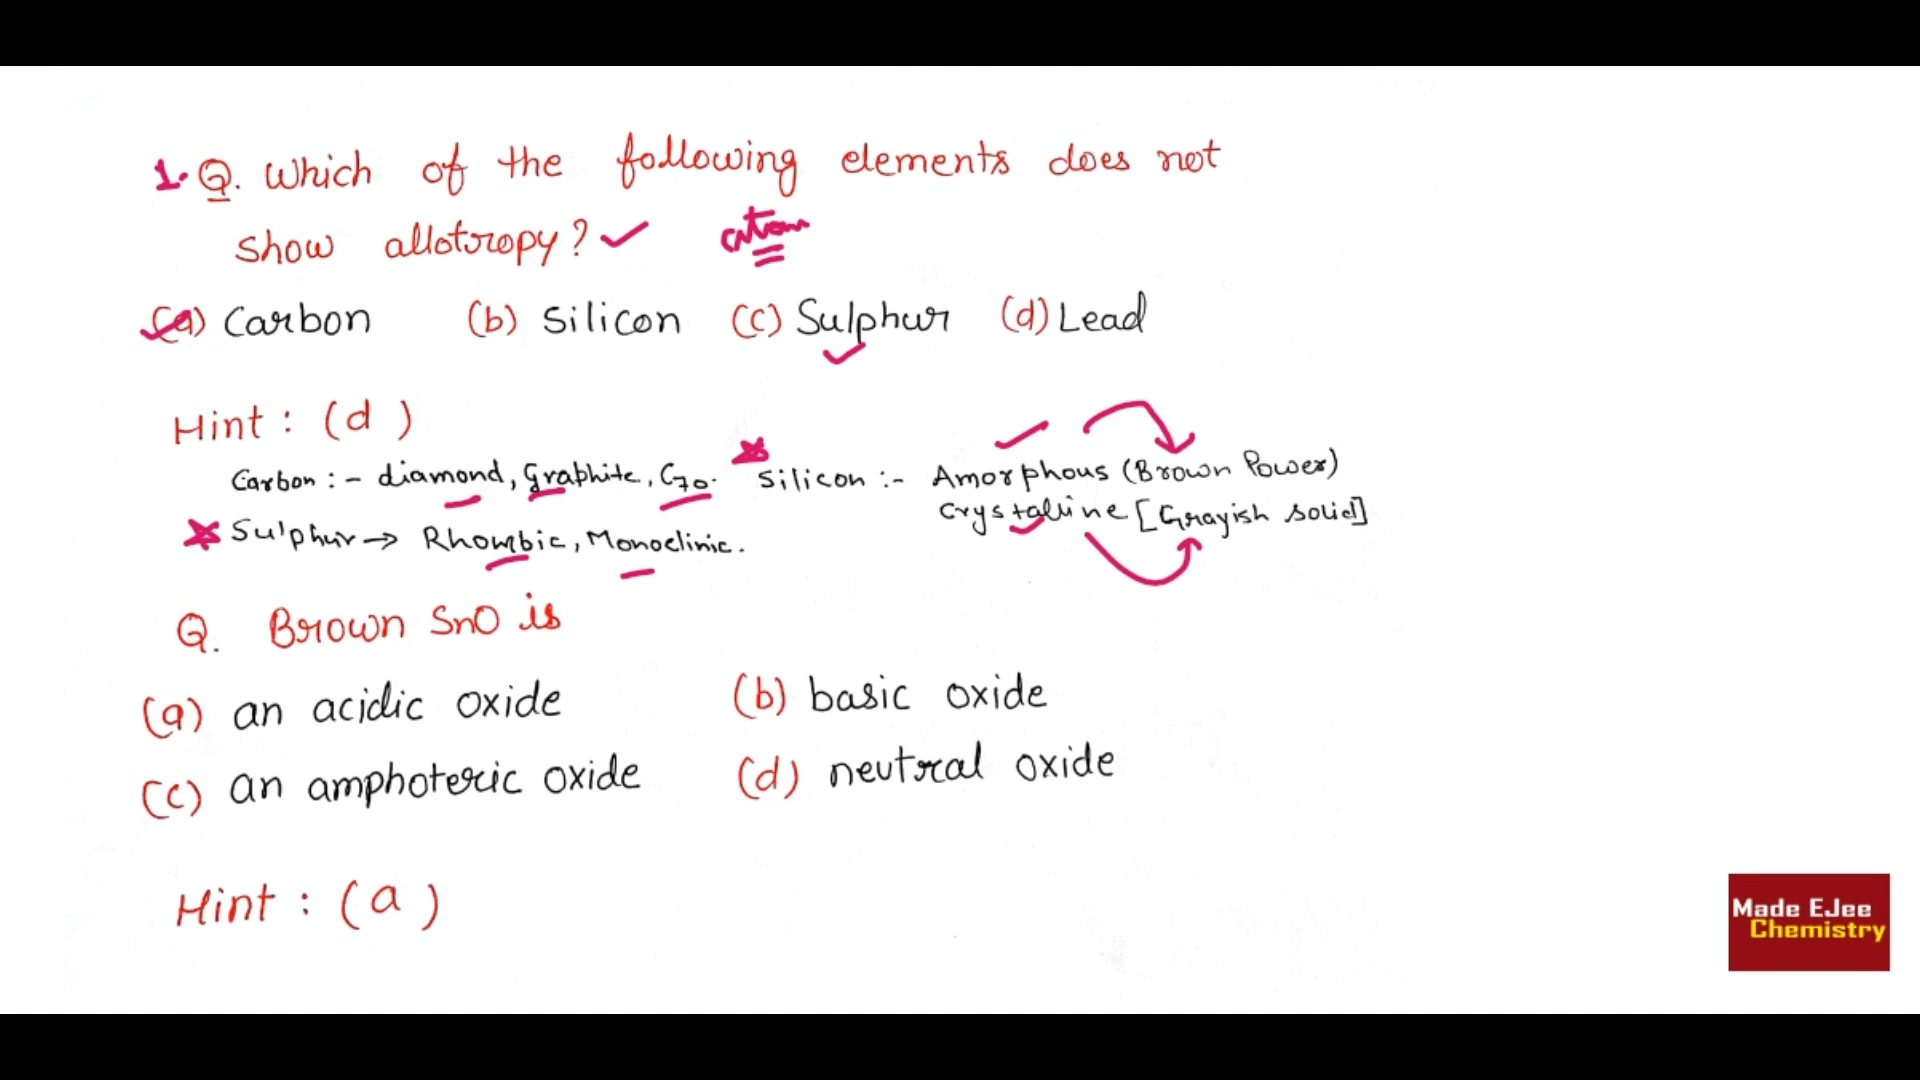 1. Q. Which of the following elements does not
show allotropy?
(a) Carbon (b) Silicon (c) Sulphur (d) Lead
Hint : (d)
Carbon :- diamond, Graphite, C70. Silicon :- Amorphous (Brown Power)
Crystalline [Grayish solid]
Sulphur → Rhombic, Monoclinic.
Q. Brown SnO is
(a) an acidic oxide (b) basic oxide
(c) an amphoteric oxide (d) neutral oxide
Hint : (a)
Made EJee
Chemistry